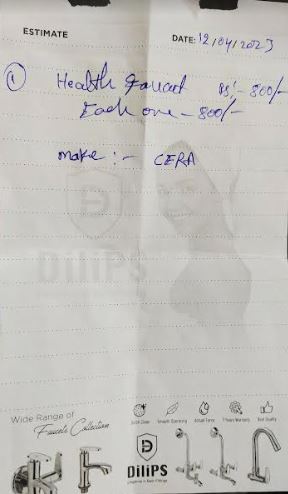 ESTIMATE
DATE: 12/04/2023
① Health Faucet Rs/- 800/-
Each one - 800/-
make :- CERA
DiliPS
Wide Range of
Faucets Collection
DiliPS